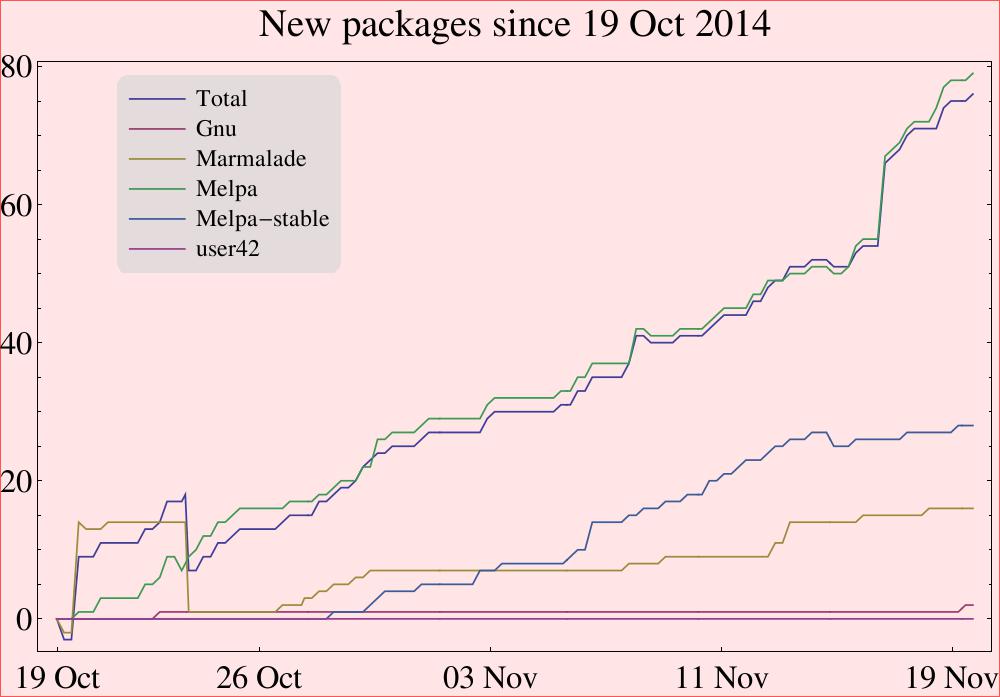 New packages since 19 Oct 2014
80
60
40
20
0
Total
Gnu
Marmalade
Melpa
Melpa−stable
user42
19 Oct 26 Oct 03 Nov 11 Nov 19 Nov